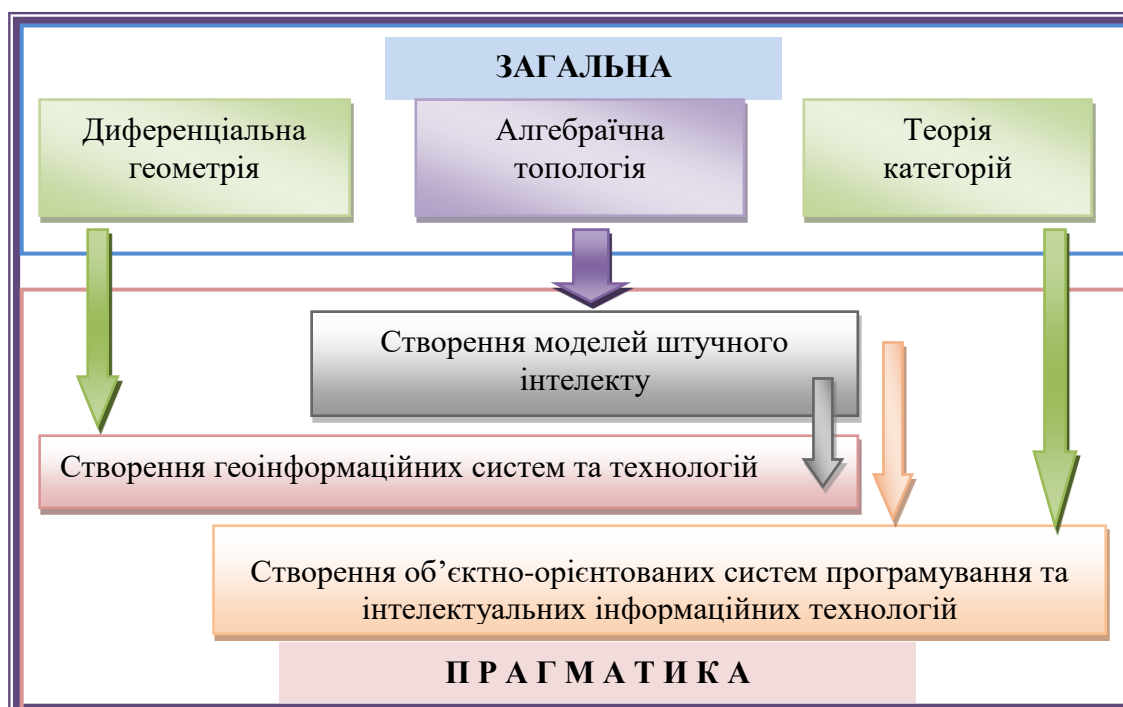 ЗАГАЛЬНА
Диференціальна
геометрія
Алгебраїчна
топологія
Теорія
категорій
Створення моделей штучного
інтелекту
Створення геоінформаційних систем та технологій
Створення об’єктно-орієнтованих систем програмування та
інтелектуальних інформаційних технологій
П Р А Г М А Т И К А